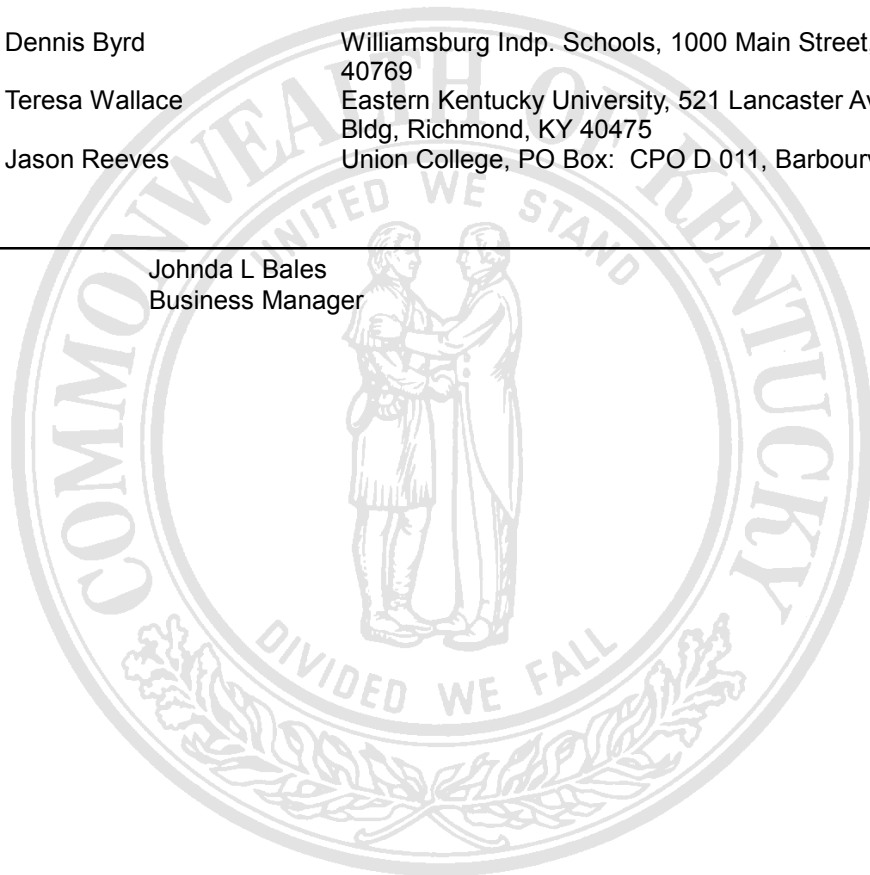 Dennis Byrd Williamsburg Indp. Schools, 1000 Main Street
40769
Teresa Wallace Eastern Kentucky University, 521 Lancaster
Bldg, Richmond, KY 40475
Jason Reeves Union College, PO Box: CPO D 011,
Johnda L Bales
Business Manager
COMMONWEALTH OF KENTUCKY
UNITED WE STAND
DIVIDED WE FALL